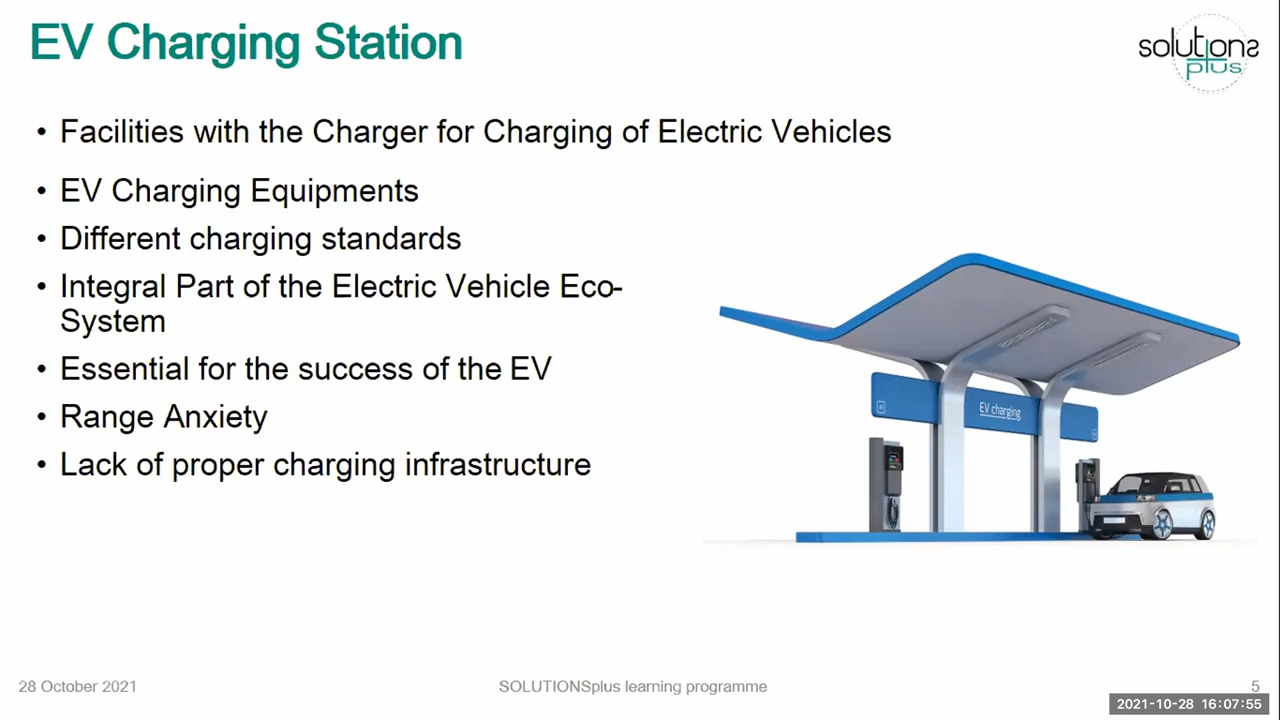 EV Charging Station
solutions
plus
• Facilities with the Charger for Charging of Electric Vehicles
• EV Charging Equipments
• Different charging standards
• Integral Part of the Electric Vehicle Eco-
System
• Essential for the success of the EV
• Range Anxiety
• Lack of proper charging infrastructure
EV charging
28 October 2021
SOLUTIONSplus learning programme
5
2021-10-28 16:07:55